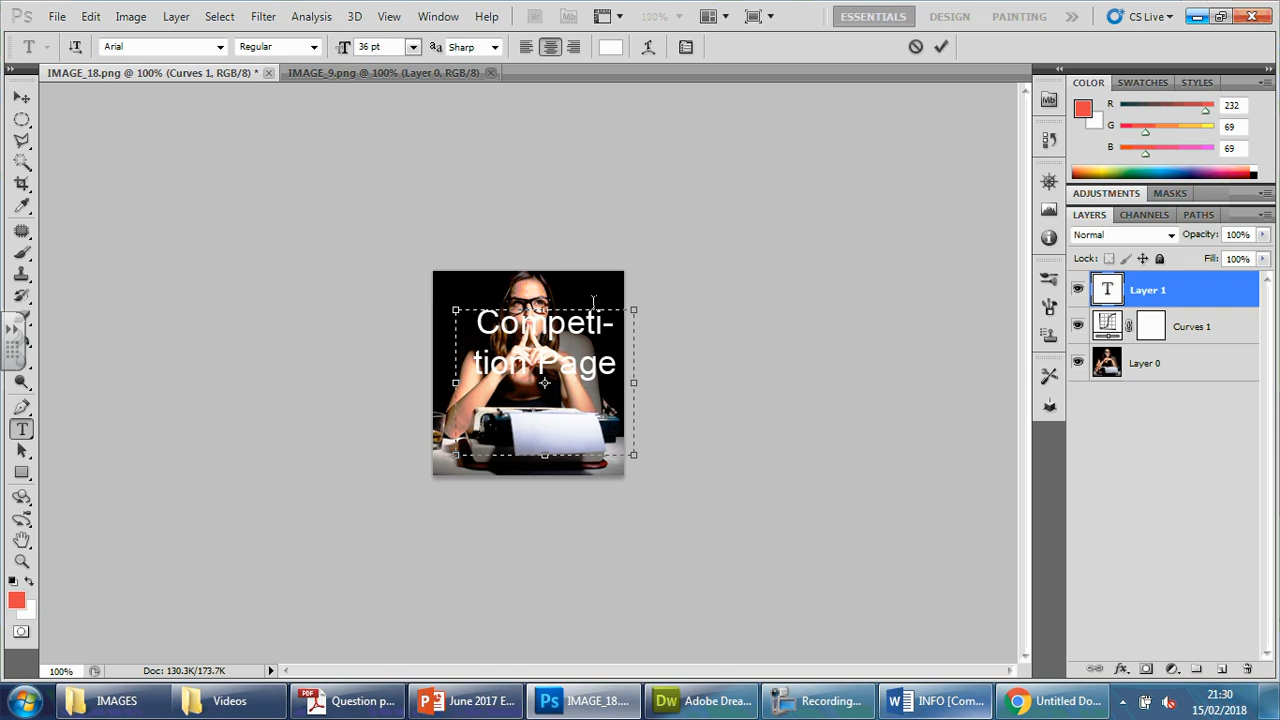 Ps File Edit Image Layer Select Filter Analysis 3D View Window Help Br Mb 100% ESSENTIALS DESIGN PAINTING CS Live
T Arial Regular 36 pt Sharp
IMAGE_18.png @ 100% (Curves 1, RGB/8) * IMAGE_9.png @ 100% (Layer 0, RGB/8)
COLOR SWATCHES STYLES
R 232
G 69
B 69
ADJUSTMENTS MASKS
LAYERS CHANNELS PATHS
Normal Opacity: 100%
Lock: Fill: 100%
T Layer 1
Curves 1
Layer 0
Competi-
tion Page
100% Doc: 130.3K/173.7K
IMAGES Videos Question p... June 2017 E... IMAGE_18.... Adobe Drea... Recording... INFO [Com... Untitled Do...
21:30
15/02/2018